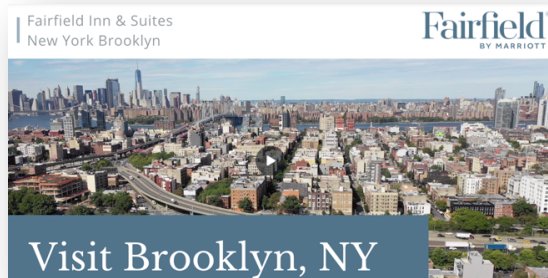 Fairfield Inn & Suites
New York Brooklyn
Fairfield
BY MARRIOTT
Visit Brooklyn, NY